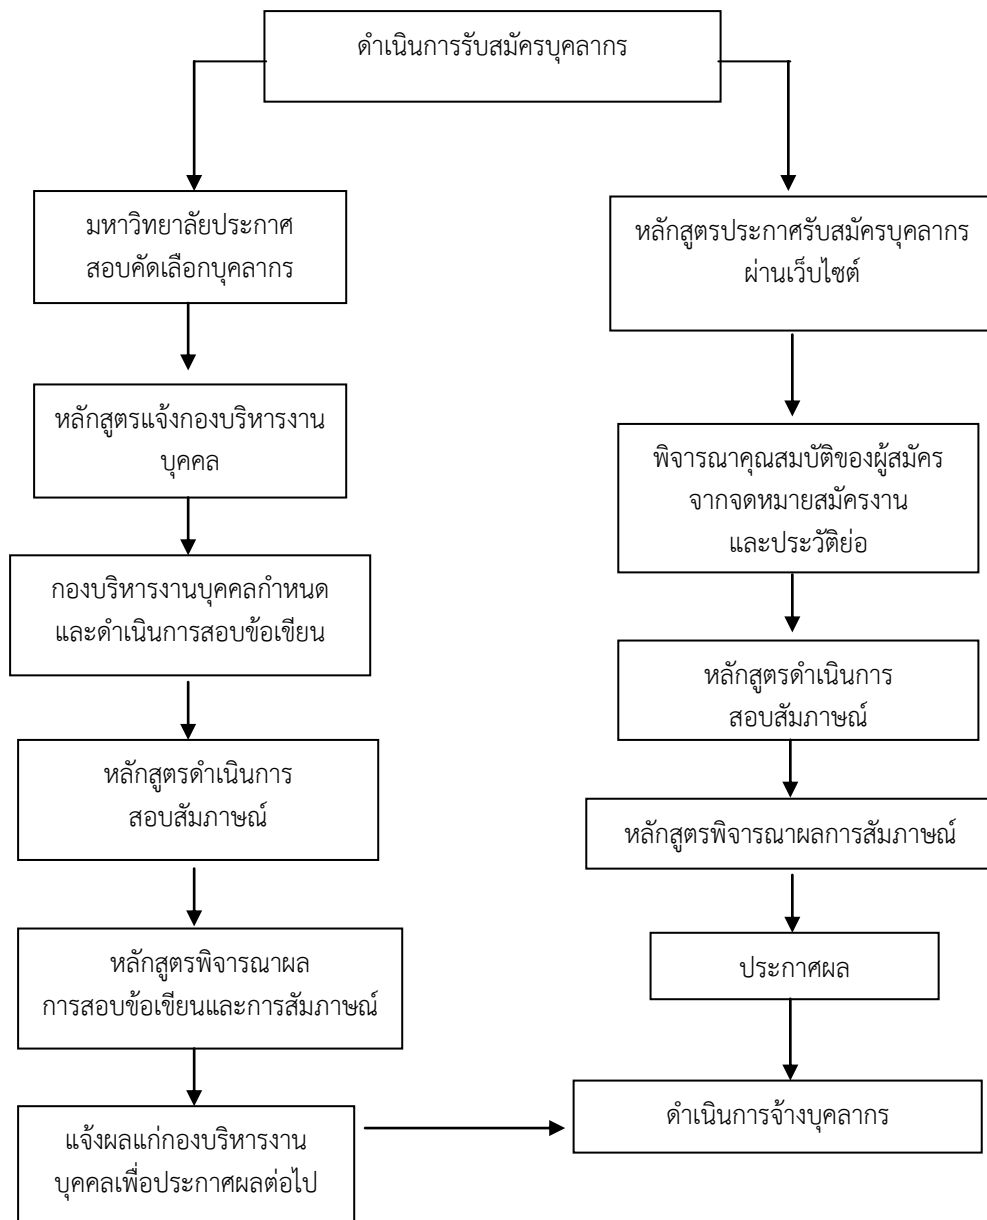 ดำเนินการรับสมัครบุคลากร
มหาวิทยาลัยประกาศ
สอบคัดเลือกบุคลากร
หลักสูตรแจ้งกองบริหารงาน
บุคคล
กองบริหารงานบุคคลกำหนด
และดำเนินการสอบข้อเขียน
หลักสูตรดำเนินการ
สอบสัมภาษณ์
หลักสูตรพิจารณาผล
การสอบข้อเขียนและการสัมภาษณ์
แจ้งผลแก่กองบริหารงาน
บุคคลเพื่อประกาศผลต่อไป
หลักสูตรประกาศรับสมัครบุคลากร
ผ่านเว็บไซต์
พิจารณาคุณสมบัติของผู้สมัคร
จากจดหมายสมัครงาน
และประวัติย่อ
หลักสูตรดำเนินการ
สอบสัมภาษณ์
หลักสูตรพิจารณาผลการสัมภาษณ์
ประกาศผล
ดำเนินการจ้างบุคลากร